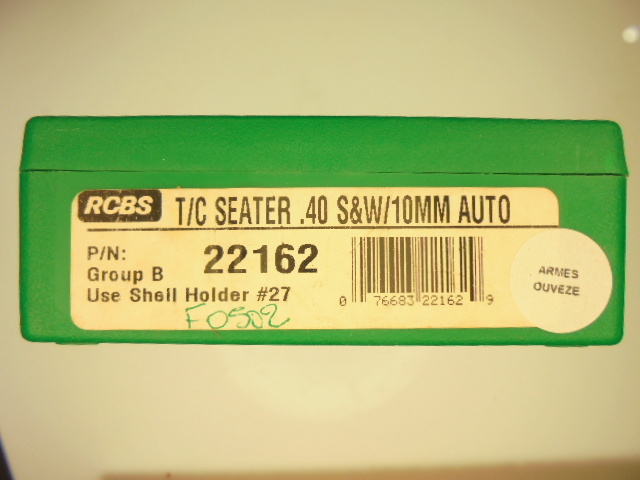 RCBS
T/C SEATER .40 S&W/10MM AUTO
P/N:
Group B
22162
Use Shell Holder #27
0 76683 22162 9
F0502
ARMES
OUVEZE